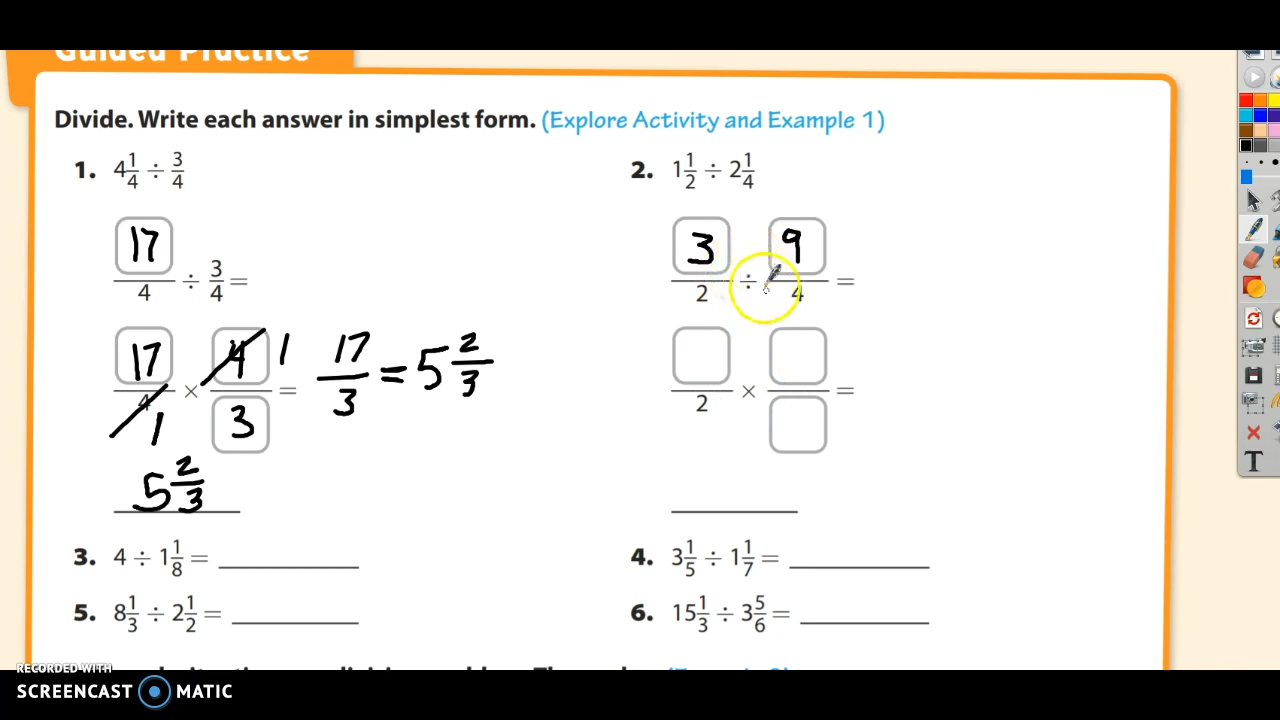 Guided Practice
Divide. Write each answer in simplest form. (Explore Activity and Example 1)
1. 4 1/4 ÷ 3/4
17/4 ÷ 3/4 =
17/4 × 4/3 = 17/3 = 5 2/3
1 1
5 2/3
2. 1 1/2 ÷ 2 1/4
3/2 ÷ 9/4 =
/2 × =
3. 4 ÷ 1 1/8 =
4. 3 1/5 ÷ 1 1/7 =
5. 8 1/3 ÷ 2 1/2 =
6. 15 1/3 ÷ 3 5/6 =
RECORDED WITH
SCREENCAST MATIC
T